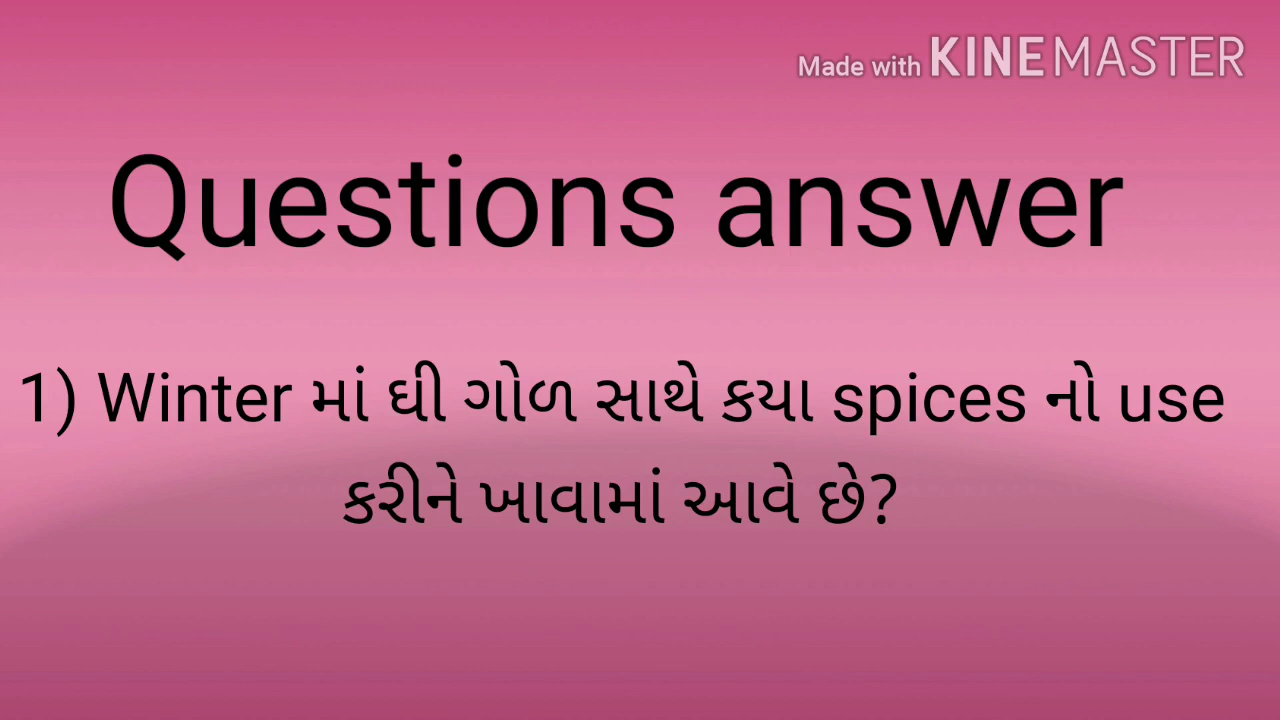 Made with KINEMASTER
Questions answer
1) Winter માં ઘી ગોળ સાથે કયા spices નો use
કરીને ખાવામાં આવે છે?